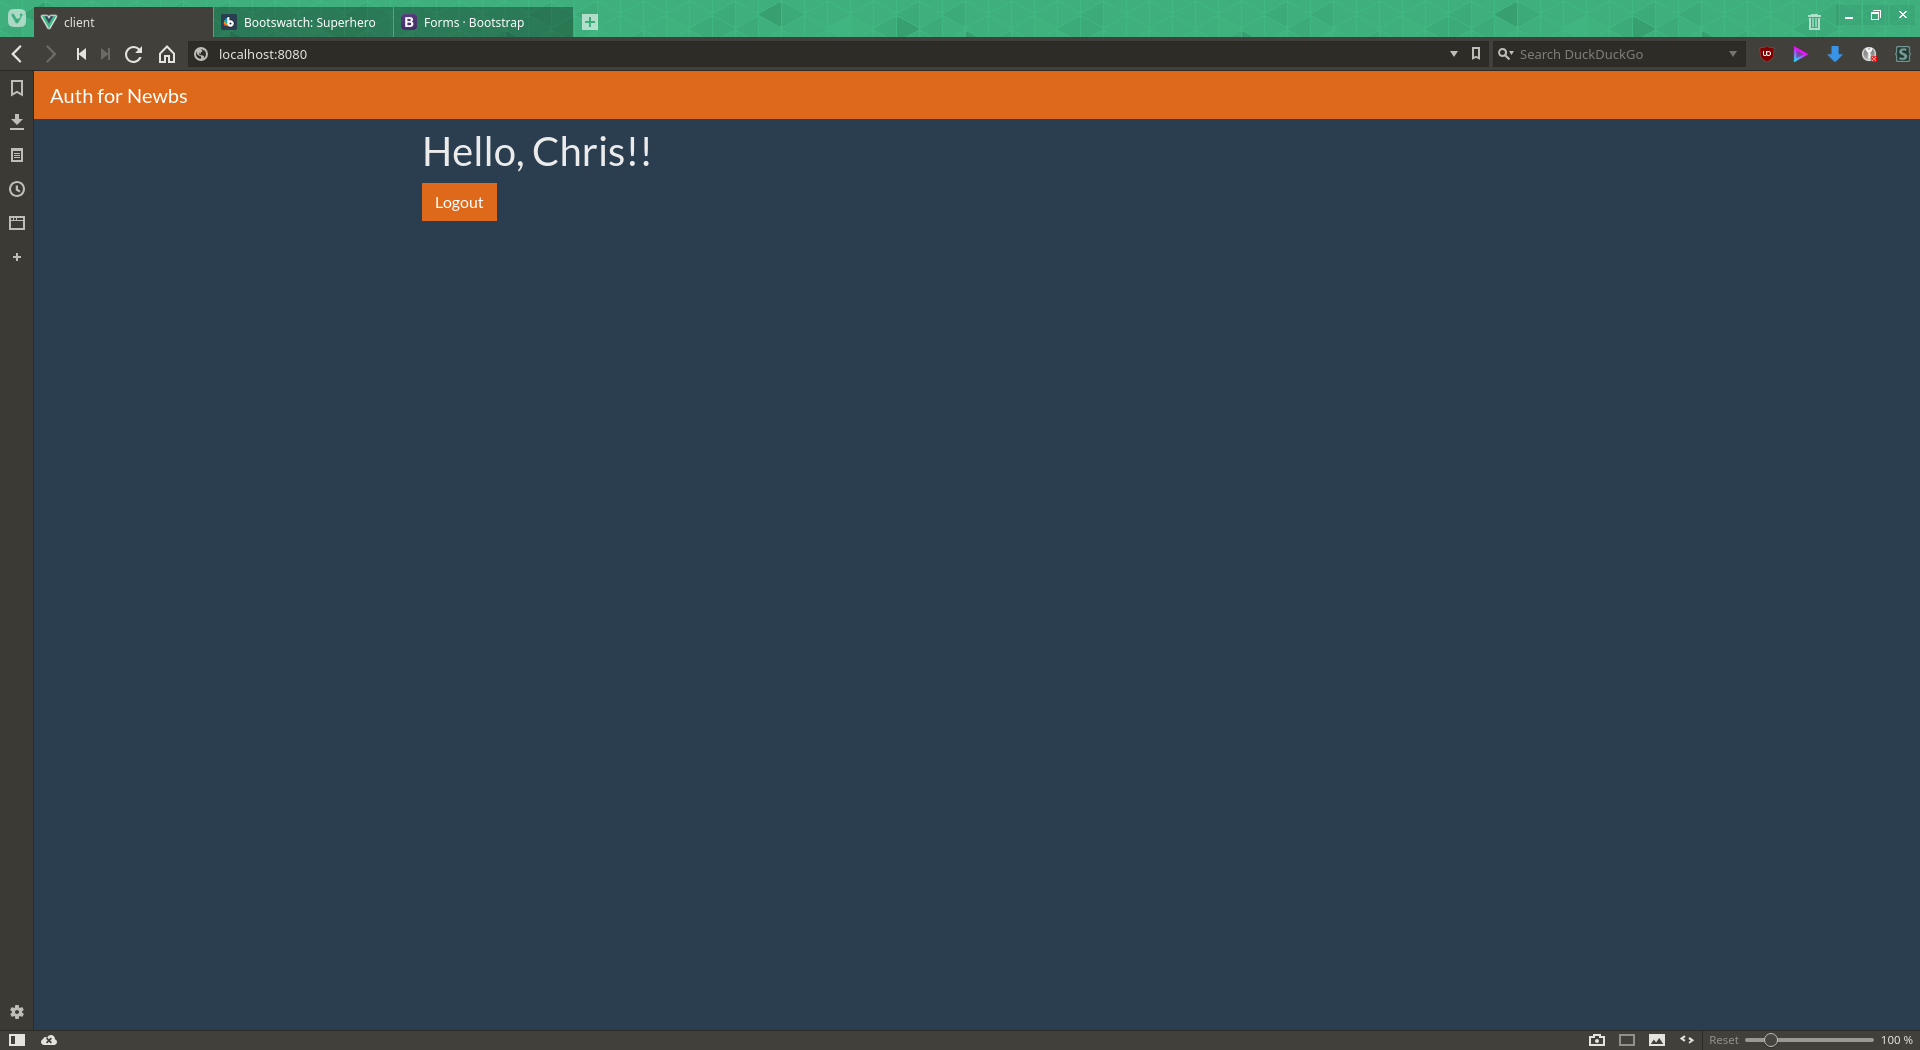 client
Bootswatch: Superhero
Forms · Bootstrap
localhost:8080
Search DuckDuckGo
Auth for Newbs
Hello, Chris!!
Logout
Reset
100 %